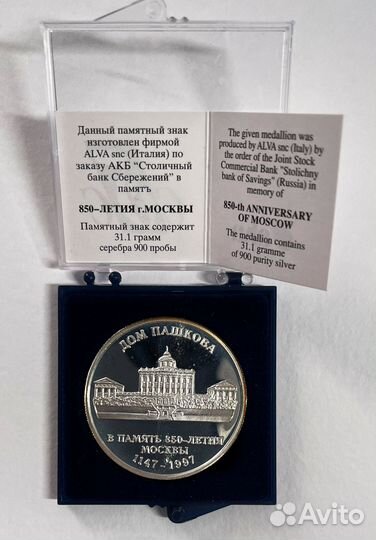 Данный памятный знак
изготовлен фирмой
ALVA snc (Италия) по
заказу АКБ “Столичный
банк Сбережений” в
память
850–ЛЕТИЯ г.МОСКВЫ
Памятный знак содержит
31.1 грамм
серебра 900 пробы
The given medallion was
produced by ALVA snc (Italy) by
the order of the Joint Stock
Commercial Bank "Stolichny
bank of Savings" (Russia) in
memory of
850-th ANNIVERSARY
OF MOSCOW
The medallion contains
31.1 gramme
of 900 purity silver
ДОМ ПАШКОВА
В ПАМЯТЬ 850–ЛЕТИЯ
МОСКВЫ
1147–1997
Avito